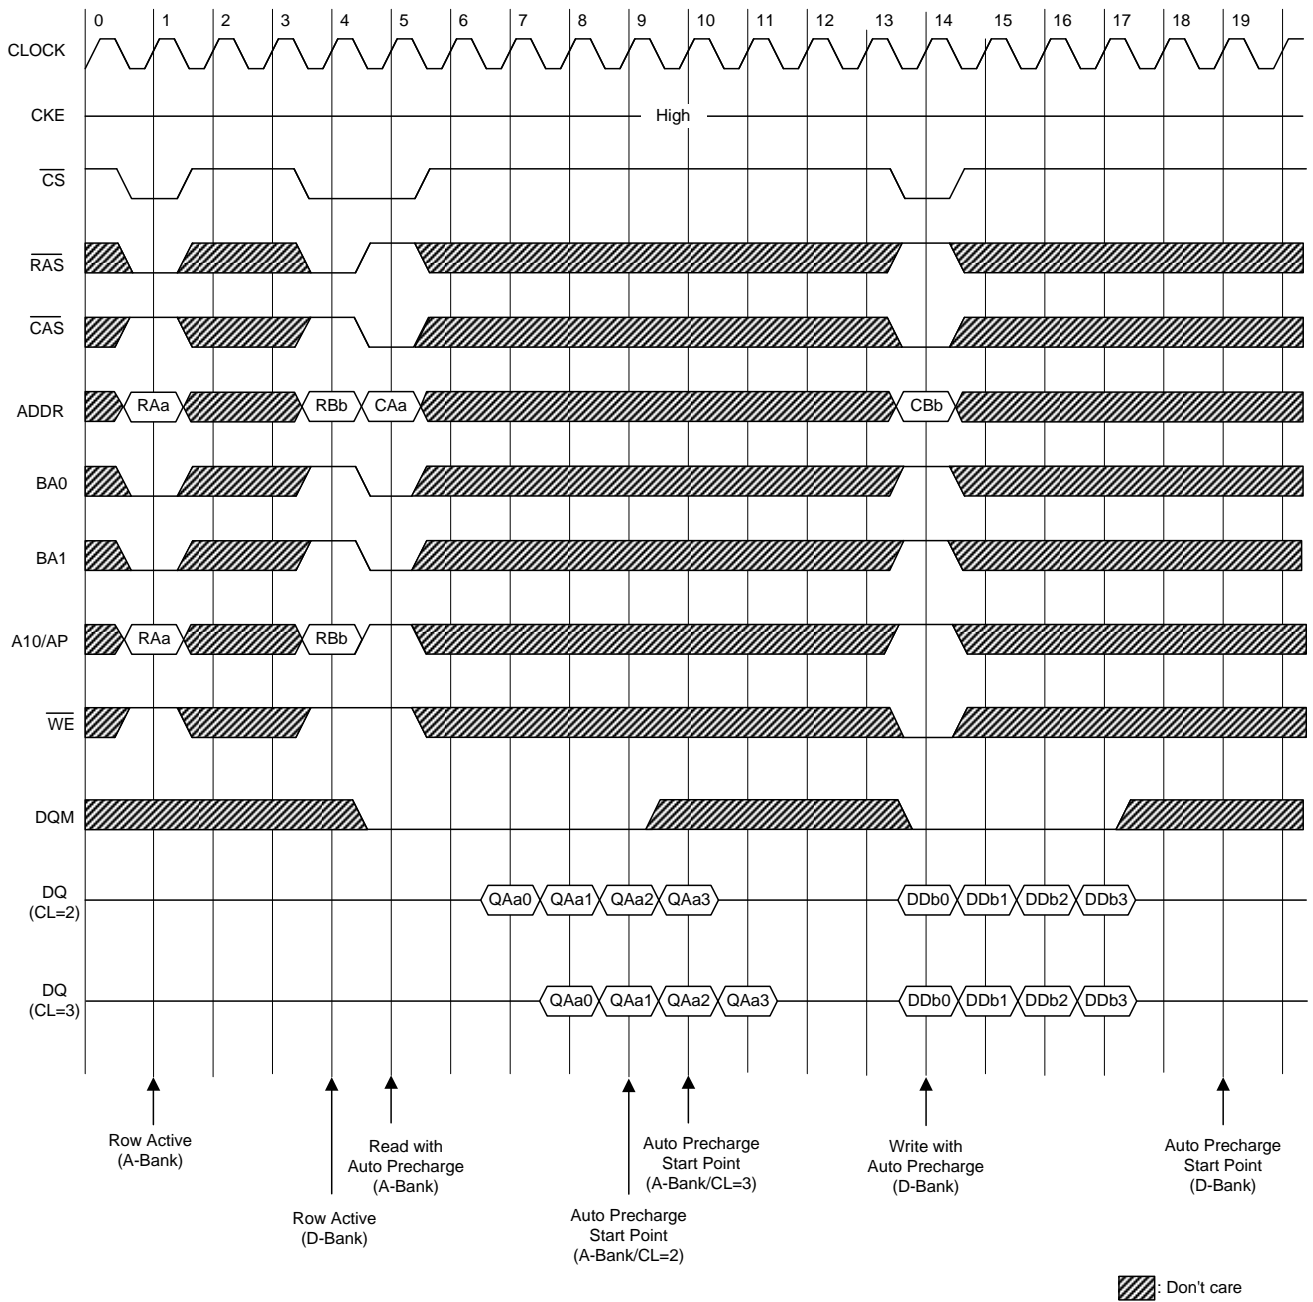 0 1 2 3 4 5 6 7 8 9 10 11 12 13 14 15 16 17 18 19
CLOCK
CKE High
CS
RAS
CAS
ADDR RAa RBb CAa CBb
BA0
BA1
A10/AP RAa RBb
WE
DQM
DQ
(CL=2)
QAa0 QAa1 QAa2 QAa3 DDb0 DDb1 DDb2 DDb3
DQ
(CL=3)
QAa0 QAa1 QAa2 QAa3 DDb0 DDb1 DDb2 DDb3
Row Active
(A-Bank)
Row Active
(D-Bank)
Read with
Auto Precharge
(A-Bank)
Auto Precharge
Start Point
(A-Bank/CL=2)
Auto Precharge
Start Point
(A-Bank/CL=3)
Write with
Auto Precharge
(D-Bank)
Auto Precharge
Start Point
(D-Bank)
: Don't care